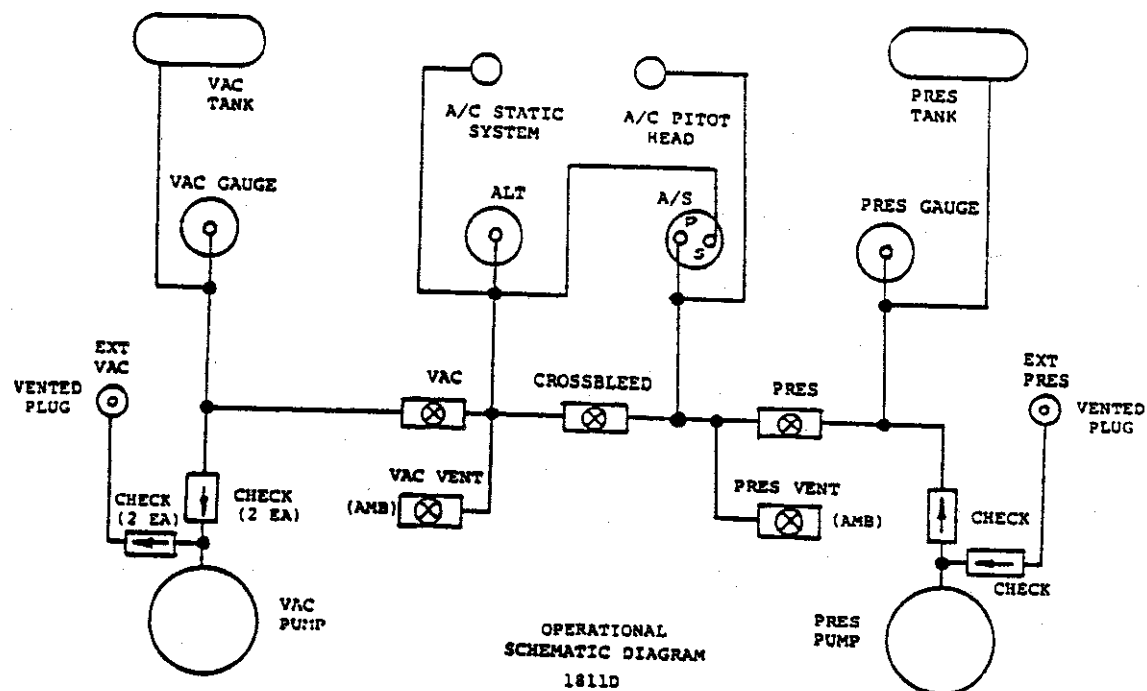 VAC
TANK
A/C STATIC
SYSTEM
A/C PITOT
HEAD
PRES
TANK
VAC GAUGE
ALT
A/S
P
S
PRES GAUGE
EXT
VAC
VENTED
PLUG
VAC
CROSSBLEED
PRES
EXT
PRES
VENTED
PLUG
CHECK
(2 EA)
CHECK
(2 EA)
VAC VENT
(AMB)
PRES VENT
(AMB)
CHECK
CHECK
VAC
PUMP
PRES
PUMP
OPERATIONAL
SCHEMATIC DIAGRAM
1811D